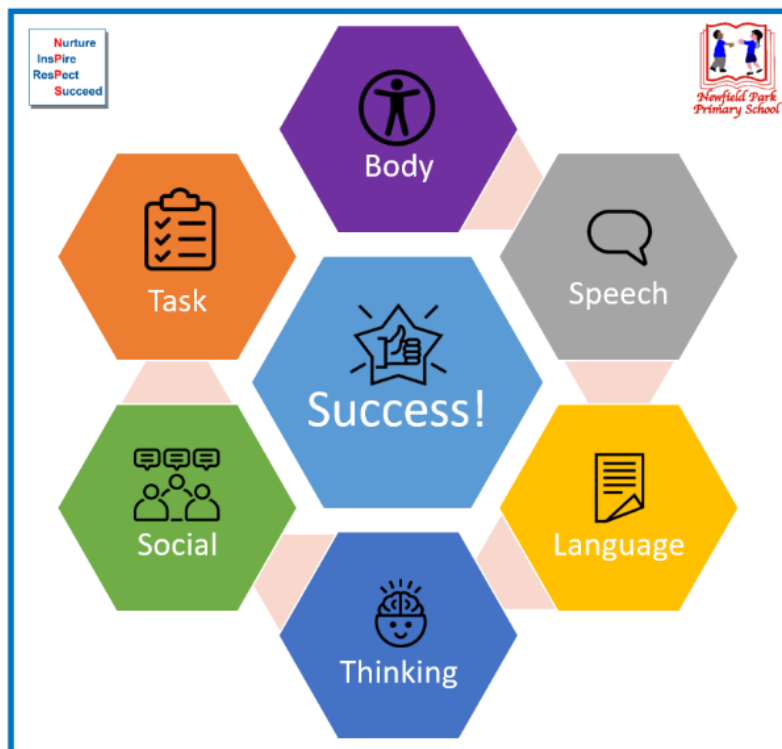 Nurture
InsPire
ResPect
Succeed
Newfield Park
Primary School
Body
Task
Speech
Success!
Social
Language
Thinking